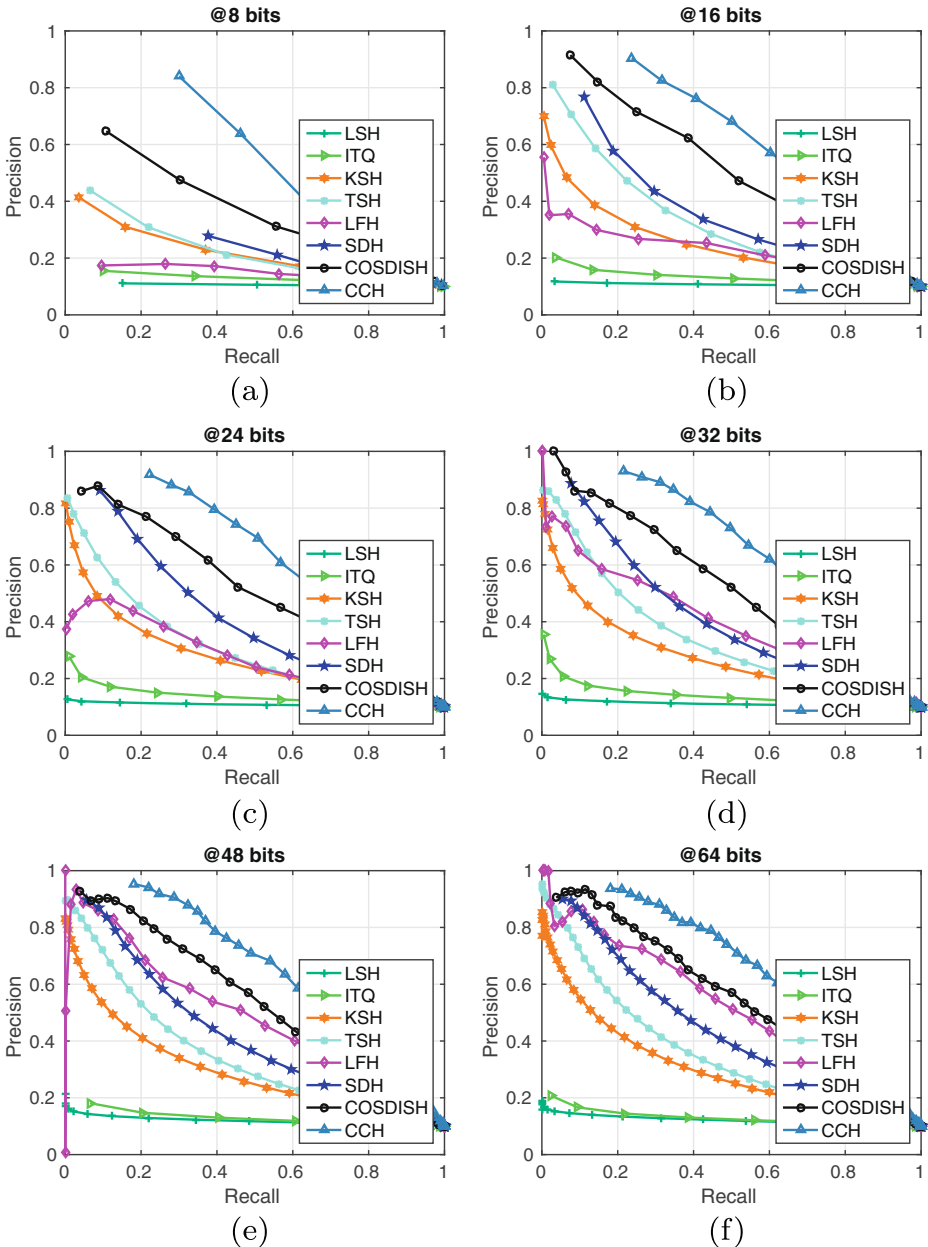 @8 bits
1
0.8
0.6
0.4
0.2
0
Precision
0
0.2
0.4
0.6
1
Recall
LSH
ITQ
KSH
TSH
LFH
SDH
COSDISH
CCH
(a)
@16 bits
1
0.8
0.6
0.4
0.2
0
Precision
0
0.2
0.4
0.6
1
Recall
LSH
ITQ
KSH
TSH
LFH
SDH
COSDISH
CCH
(b)
@24 bits
1
0.8
0.6
0.4
0.2
0
Precision
0
0.2
0.4
0.6
0.8
1
Recall
LSH
ITQ
KSH
TSH
LFH
SDH
COSDISH
CCH
(c)
@32 bits
1
0.8
0.6
0.4
0.2
0
Precision
0
0.2
0.4
0.6
0.8
1
Recall
LSH
ITQ
KSH
TSH
LFH
SDH
COSDISH
CCH
(d)
@48 bits
1
0.8
0.6
0.4
0.2
0
Precision
0
0.2
0.4
0.6
0.8
1
Recall
LSH
ITQ
KSH
TSH
LFH
SDH
COSDISH
CCH
(e)
@64 bits
1
0.8
0.6
0.4
0.2
0
Precision
0
0.2
0.4
0.6
0.8
1
Recall
LSH
ITQ
KSH
TSH
LFH
SDH
COSDISH
CCH
(f)